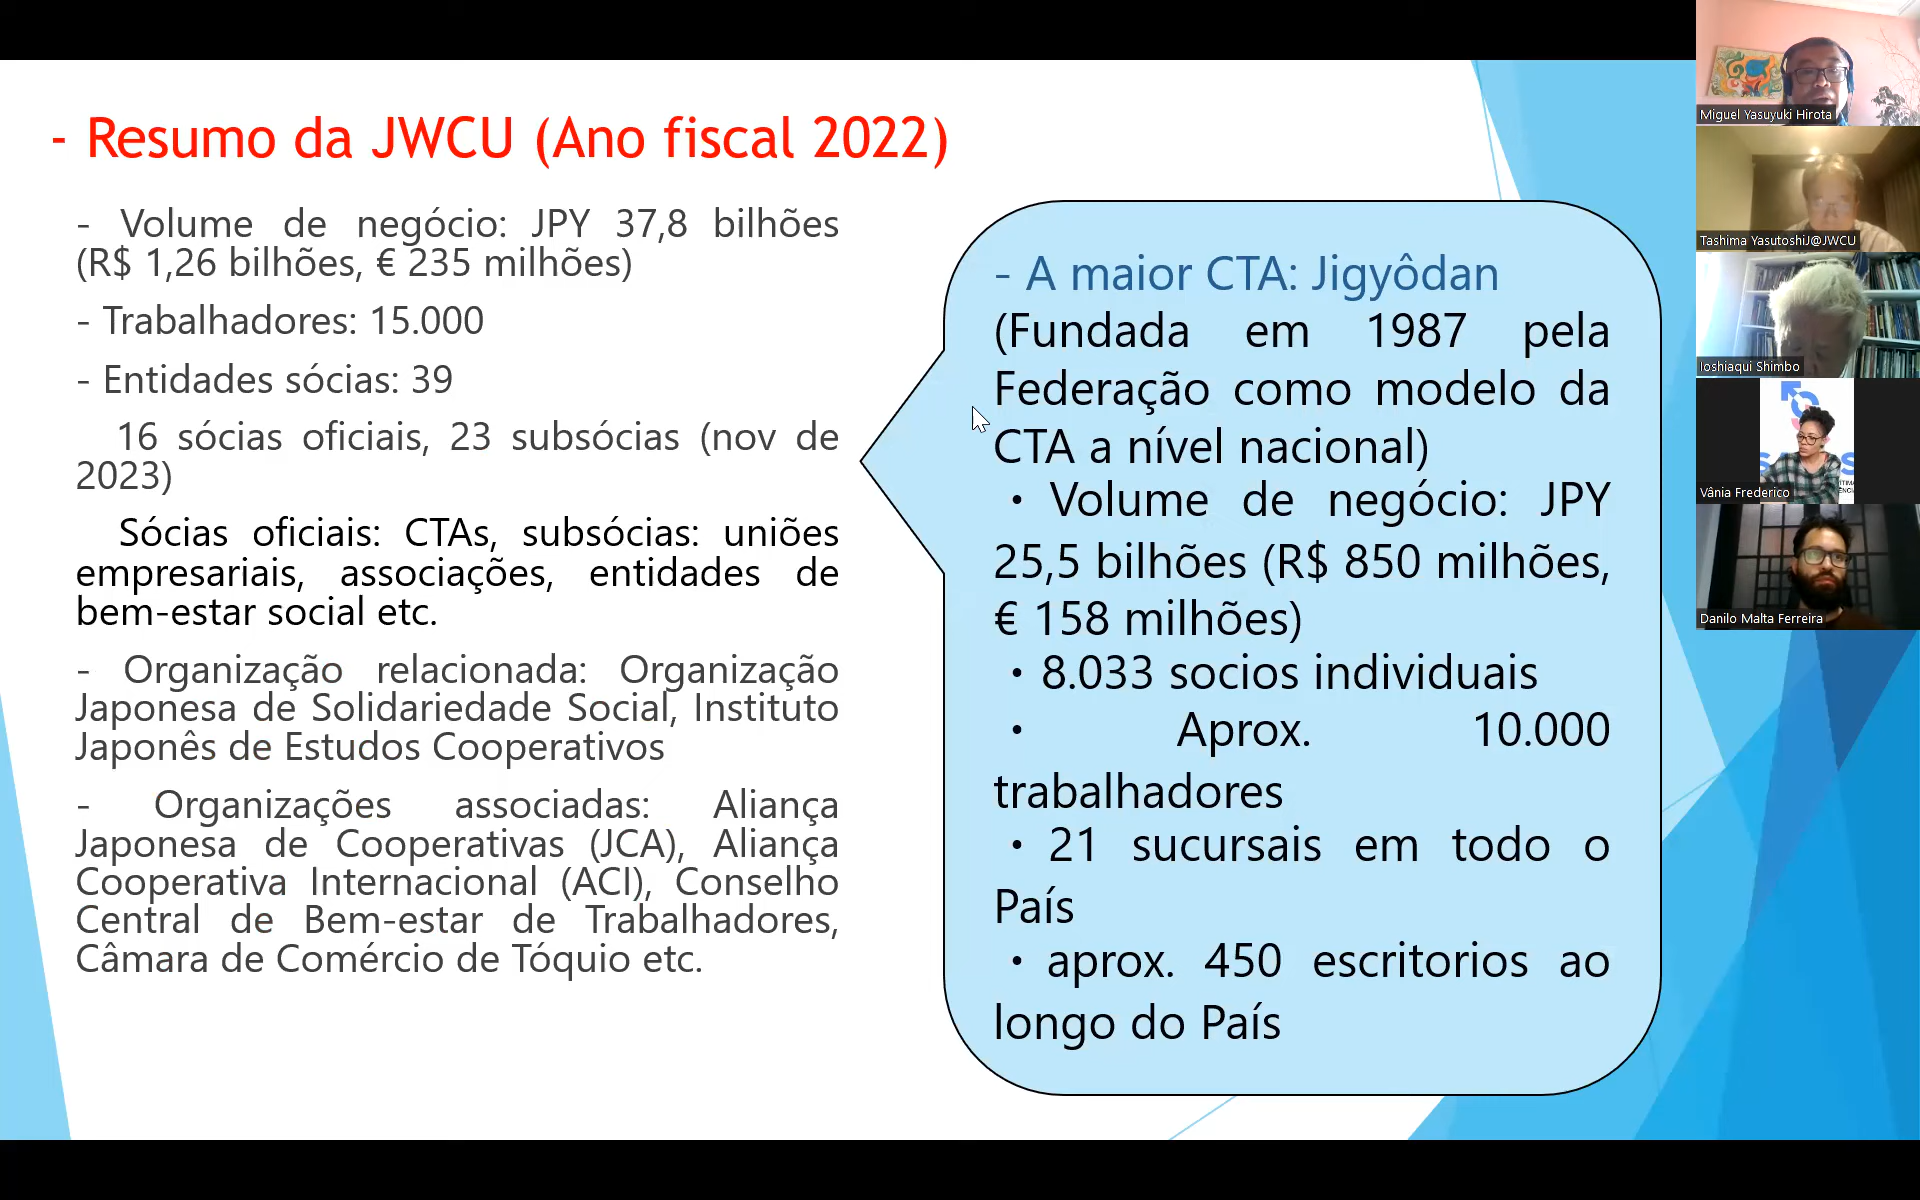 - Resumo da JWCU (Ano fiscal 2022)
- Volume de negócio: JPY 37,8 bilhões
(R$ 1,26 bilhões, € 235 milhões)
- Trabalhadores: 15.000
- Entidades sócias: 39
16 sócias oficiais, 23 subsócias (nov de
2023)
Sócias oficiais: CTAs, subsócias: uniões
empresariais, associações, entidades de
bem-estar social etc.
- Organização relacionada: Organização
Japonesa de Solidariedade Social, Instituto
Japonês de Estudos Cooperativos
- Organizações associadas: Aliança
Japonesa de Cooperativas (JCA), Aliança
Cooperativa Internacional (ACI), Conselho
Central de Bem-estar de Trabalhadores,
Câmara de Comércio de Tóquio etc.
- A maior CTA: Jigyôdan
(Fundada em 1987 pela
Federação como modelo da
CTA a nível nacional)
・Volume de negócio: JPY
25,5 bilhões (R$ 850 milhões,
€ 158 milhões)
・8.033 socios individuais
・Aprox. 10.000
trabalhadores
・21 sucursais em todo o
País
・aprox. 450 escritorios ao
longo do País
Miguel Yasuyuki Hirota
Tashima YasutoshiJ@JWCU
Ioshiaqui Shimbo
Vânia Frederico
Danilo Malta Ferreira